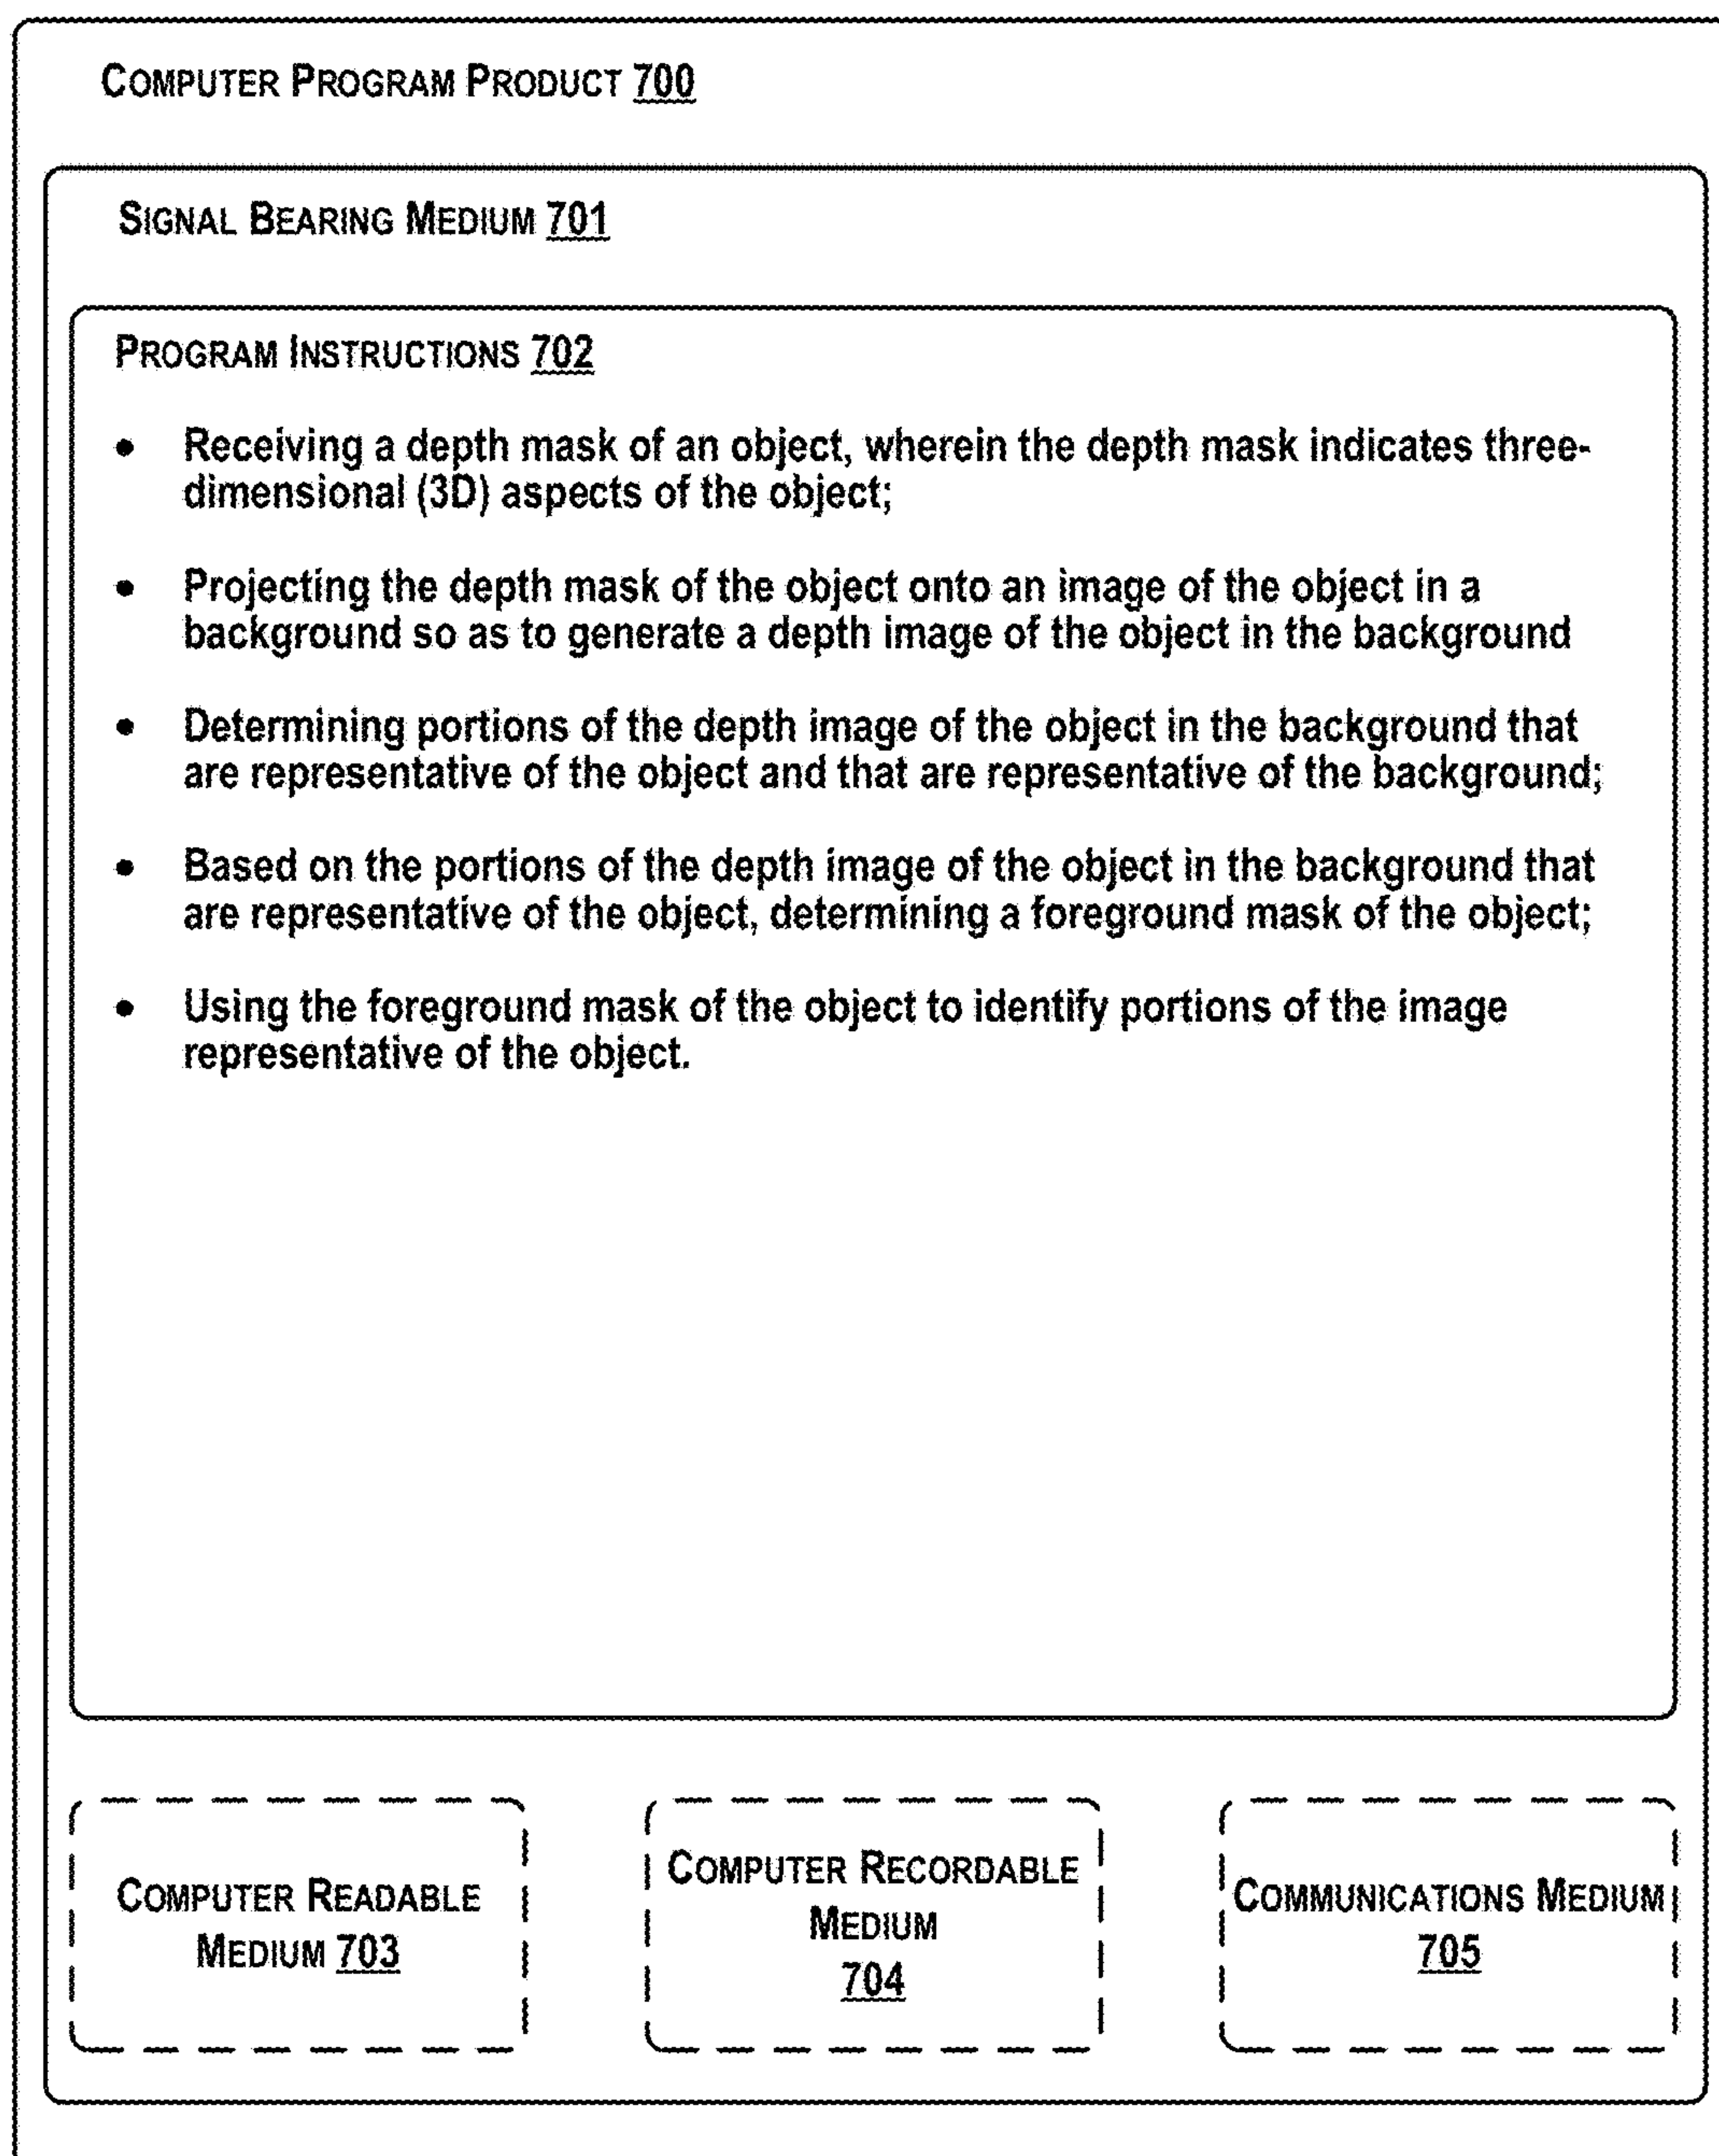 COMPUTER PROGRAM PRODUCT 700
SIGNAL BEARING MEDIUM 701
PROGRAM INSTRUCTIONS 702
• Receiving a depth mask of an object, wherein the depth mask indicates three-
dimensional (3D) aspects of the object;
• Projecting the depth mask of the object onto an image of the object in a
background so as to generate a depth image of the object in the background
• Determining portions of the depth image of the object in the background that
are representative of the object and that are representative of the background;
• Based on the portions of the depth image of the object in the background that
are representative of the object, determining a foreground mask of the object;
• Using the foreground mask of the object to identify portions of the image
representative of the object.
COMPUTER READABLE
MEDIUM 703
COMPUTER RECORDABLE
MEDIUM
704
COMMUNICATIONS MEDIUM
705